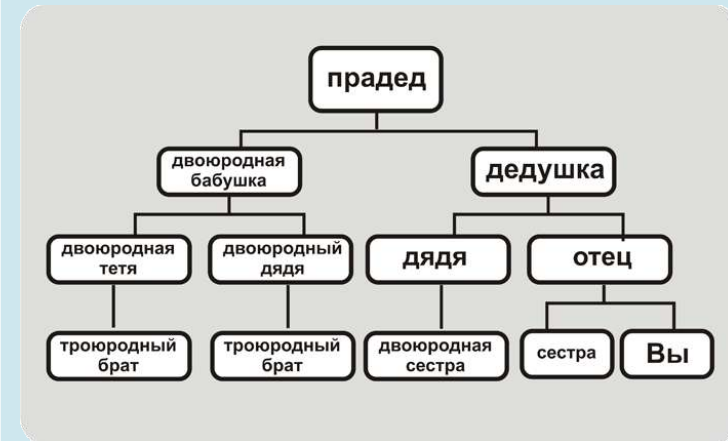 прадед
двоюродная
бабушка
дедушка
двоюродная
тетя
двоюродный
дядя
дядя
отец
троюродный
брат
троюродный
брат
двоюродная
сестра
сестра
Вы